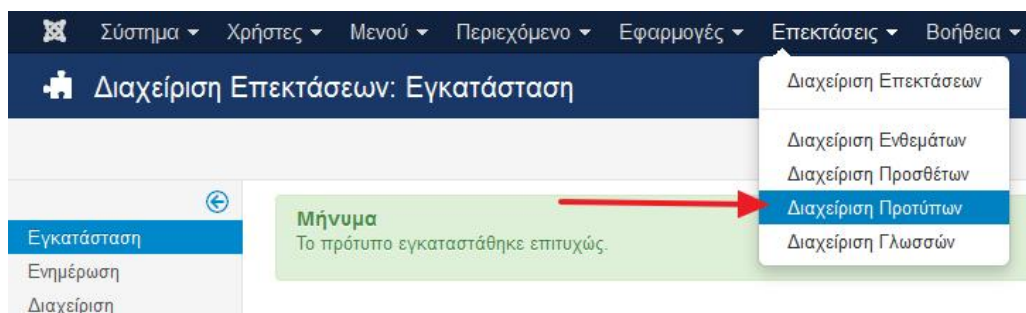 Σύστημα Χρήστες Μενού Περιεχόμενο Εφαρμογές Επεκτάσεις Βοήθεια
Διαχείριση Επεκτάσεων: Εγκατάσταση
Διαχείριση Επεκτάσεων
Διαχείριση Ενθεμάτων
Διαχείριση Προσθέτων
Διαχείριση Προτύπων
Διαχείριση Γλωσσών
Μήνυμα
Το πρότυπο εγκαταστάθηκε επιτυχώς.
Εγκατάσταση
Ενημέρωση
Διαχείριση